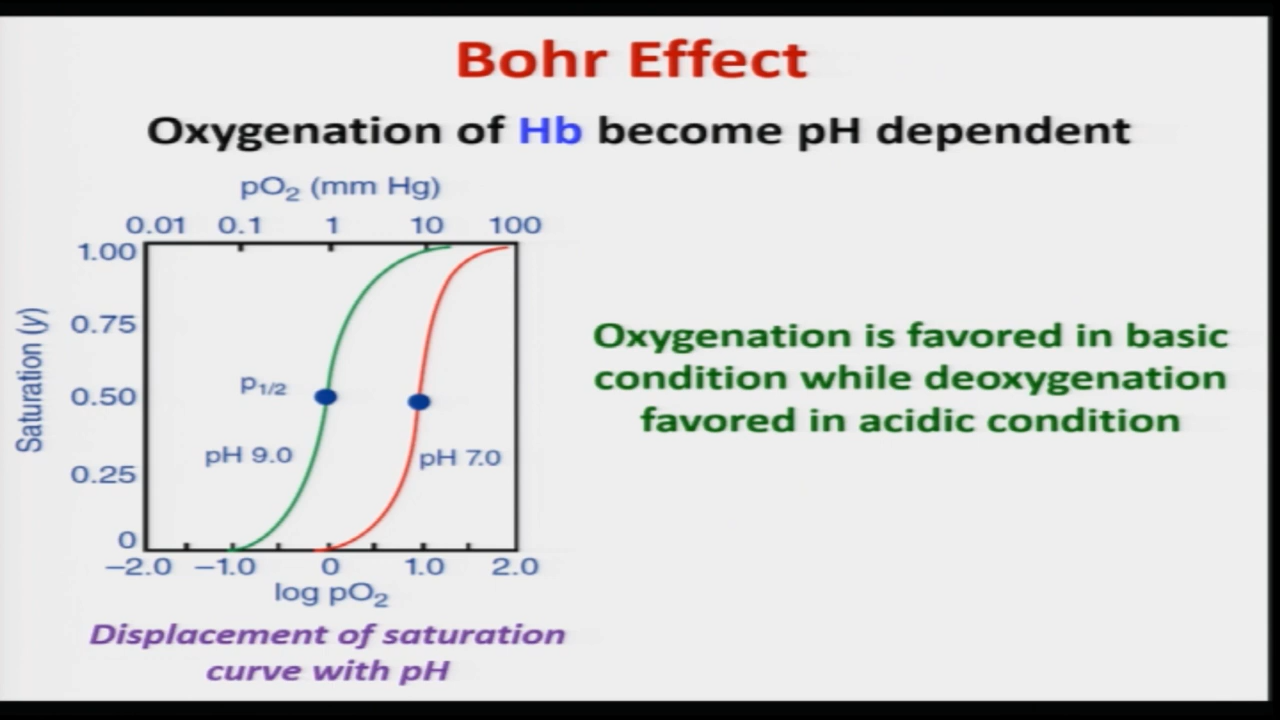 Bohr Effect
Oxygenation of Hb become pH dependent
pO₂ (mm Hg)
0.01 0.1 1 10 100
1.00
0.75
0.50
0.25
0
Saturation (y)
p₁/₂
pH 9.0
pH 7.0
–2.0 –1.0 0 1.0 2.0
log pO₂
Displacement of saturation
curve with pH
Oxygenation is favored in basic
condition while deoxygenation
favored in acidic condition